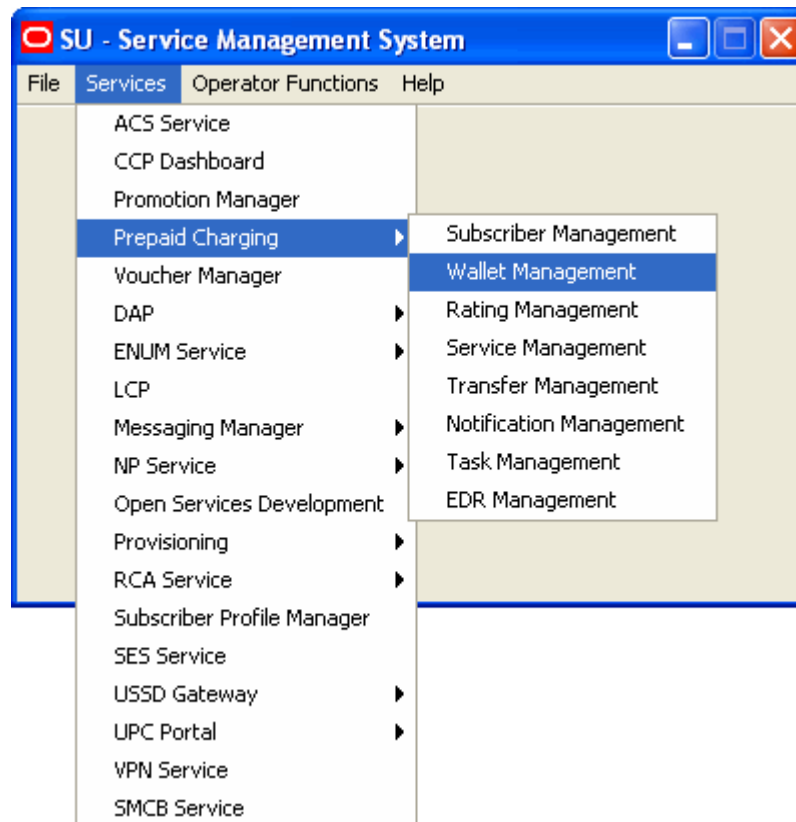 SU - Service Management System
File Services Operator Functions Help
ACS Service
CCP Dashboard
Promotion Manager
Prepaid Charging
Voucher Manager
DAP
ENUM Service
LCP
Messaging Manager
NP Service
Open Services Development
Provisioning
RCA Service
Subscriber Profile Manager
SES Service
USSD Gateway
UPC Portal
VPN Service
SMCB Service
Subscriber Management
Wallet Management
Rating Management
Service Management
Transfer Management
Notification Management
Task Management
EDR Management